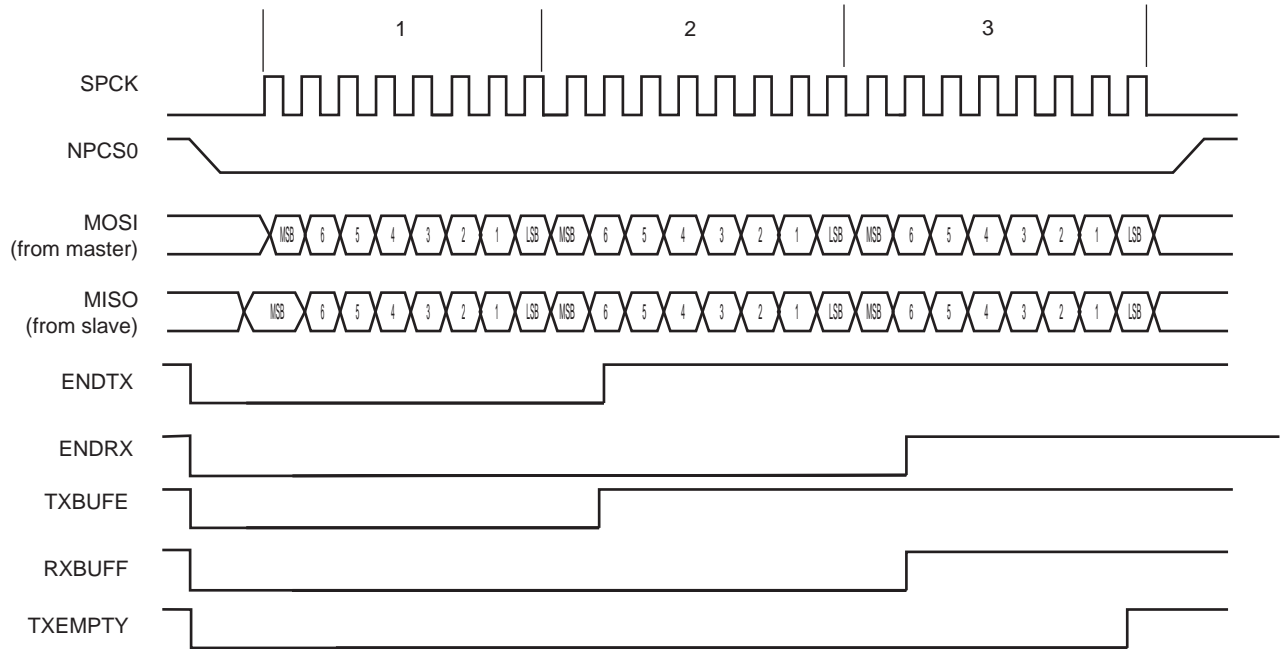 1 2 3
SPCK
NPCS0
MOSI
(from master)
MSB 6 5 4 3 2 1 LSB MSB 6 5 4 3 2 1 LSB MSB 6 5 4 3 2 1 LSB
MISO
(from slave)
MSB 6 5 4 3 2 1 LSB MSB 6 5 4 3 2 1 LSB MSB 6 5 4 3 2 1 LSB
ENDTX
ENDRX
TXBUFE
RXBUFF
TXEMPTY